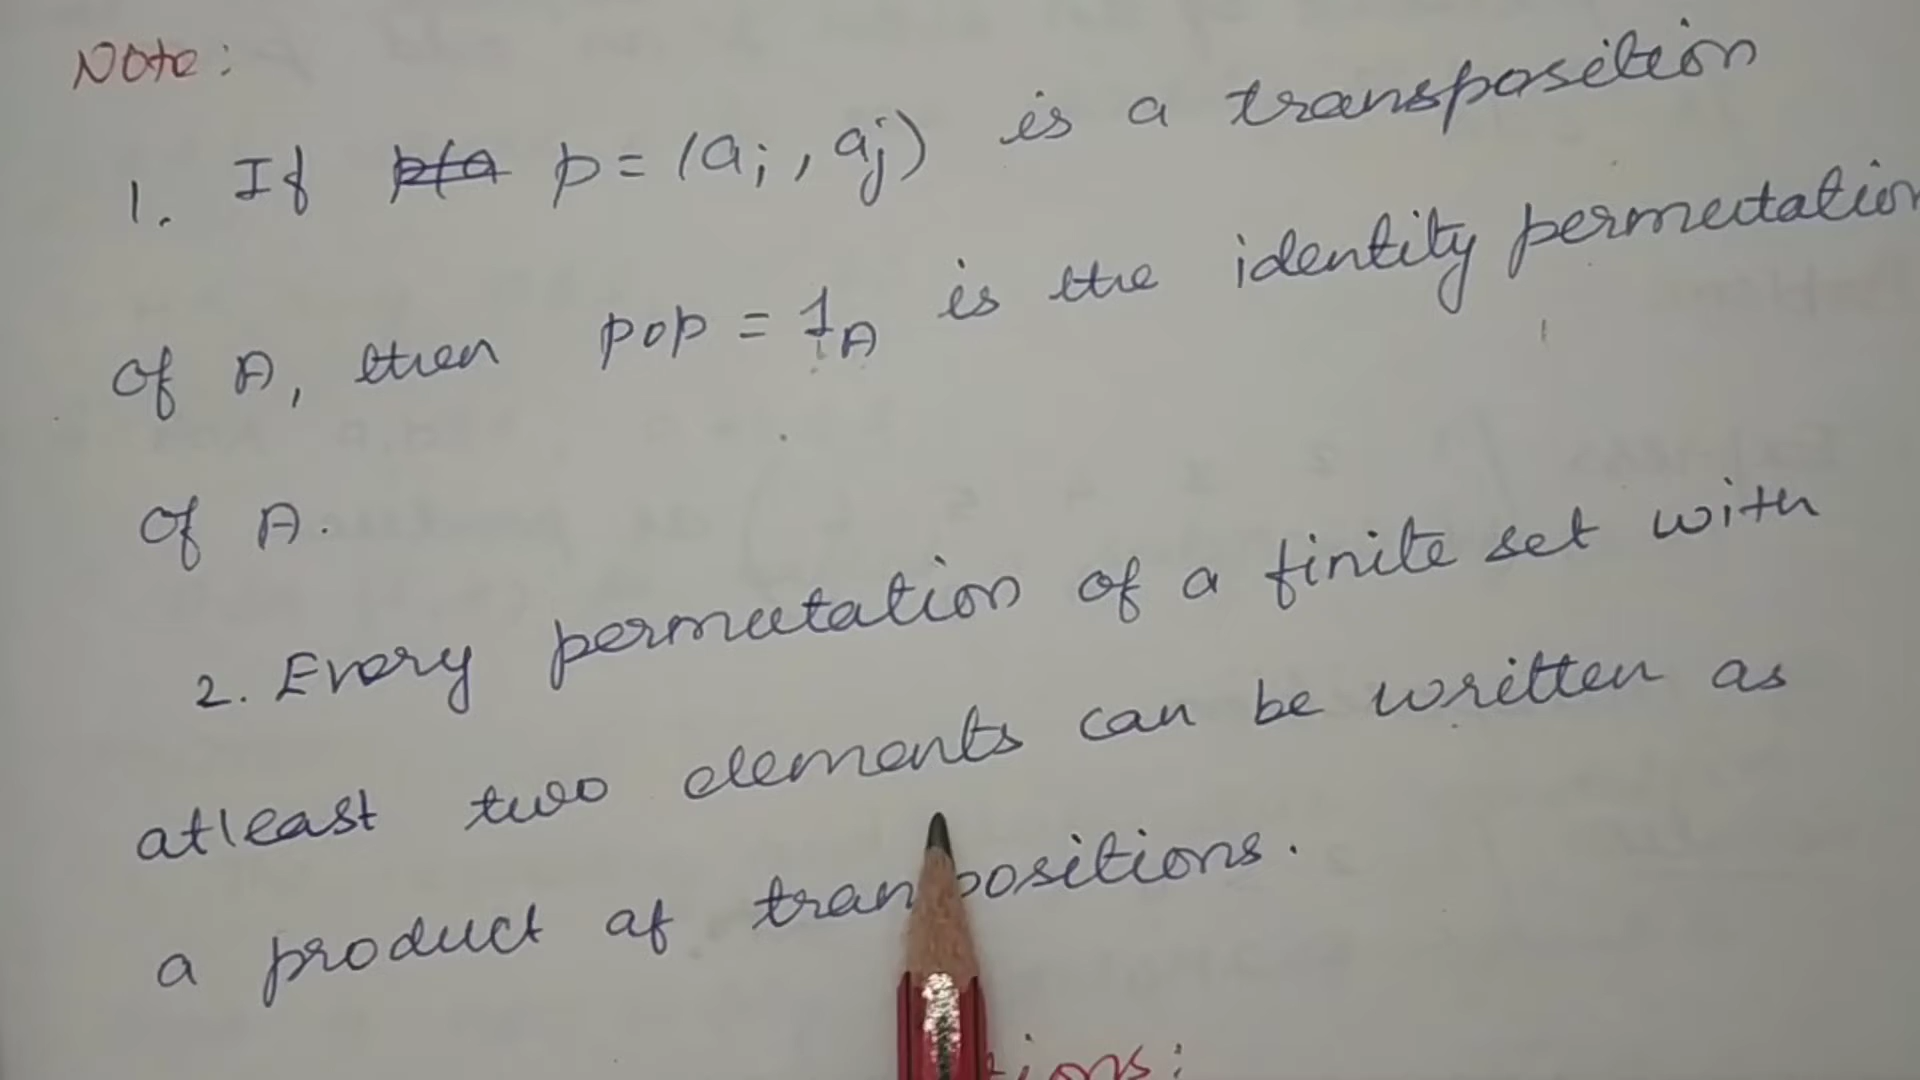 Note:
1. If p = (ai, aj) is a transposition
of A, then pop = 1A is the identity permutation
of A.
2. Every permutation of a finite set with
atleast two elements can be written as
a product of transpositions.